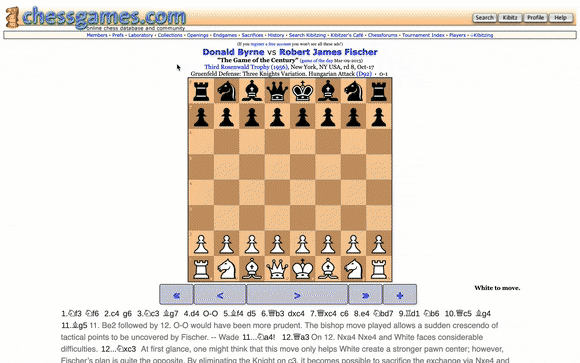 chessgames.com
online chess database and community
Search Kibitz Profile Help
Members • Prefs • Laboratory • Collections • Openings • Endgames • Sacrifices • History • Search Kibitzing • Kibitzer's Café • Chessforums • Tournament Index • Players • Kibitzing
(If you register a free account you won't see all these ads!)
Donald Byrne vs Robert James Fischer
"The Game of the Century" (game of the day Mar-09-2013)
Third Rosenwald Trophy (1956), New York, NY USA, rd 8, Oct-17
Gruenfeld Defense: Three Knights Variation. Hungarian Attack (D92) • 0-1
« < > » ÷
White to move.
1.♘f3 ♘f6 2.c4 g6 3.♘c3 ♗g7 4.d4 O-O 5.♗f4 d5 6.♕b3 dxc4 7.♕xc4 c6 8.e4 ♘bd7 9.♖d1 ♘b6 10.♕c5 ♗g4
11.♗g5 11. Be2 followed by 12. O-O would have been more prudent. The bishop move played allows a sudden crescendo of
tactical points to be uncovered by Fischer. -- Wade 11...♘a4! 12.♕a3 On 12. Nxa4 Nxe4 and White faces considerable
difficulties. 12...♘xc3 At first glance, one might think that this move only helps White create a stronger pawn center; however,
Fischer's plan is quite the opposite. By eliminating the Knight on c3, it becomes possible to sacrifice the exchange via Nxe4 and